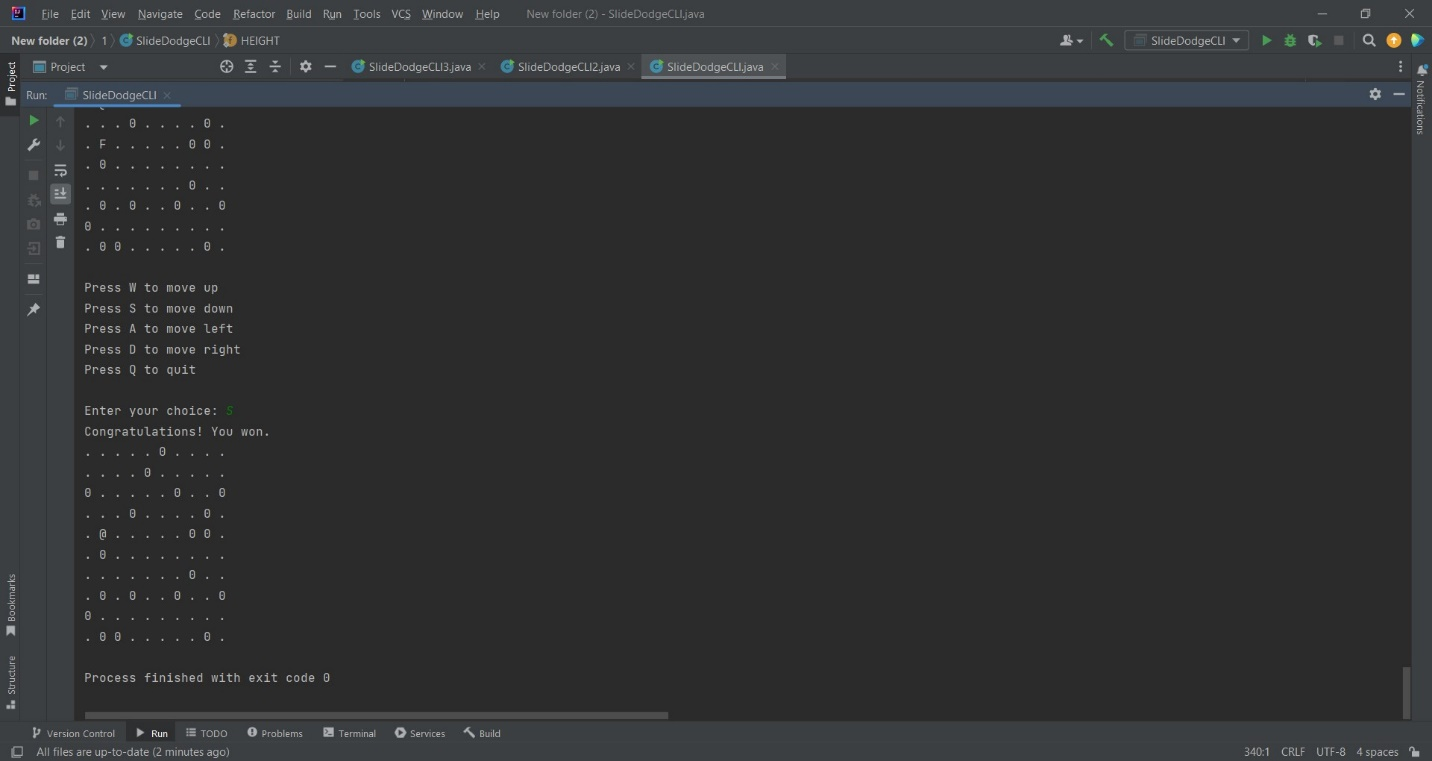 File Edit View Navigate Code Refactor Build Run Tools VCS Window Help New folder (2) - SlideDodgeCLI.java
New folder (2) 1 SlideDodgeCLI HEIGHT SlideDodgeCLI
Project Project SlideDodgeCLI3.java SlideDodgeCLI2.java SlideDodgeCLI.java
Notifications
Run: SlideDodgeCLI
. . . 0 . . . . 0 .
. F . . . . . 0 0 .
. 0 . . . . . . . .
. . . . . . . 0 . .
. 0 . 0 . . 0 . . 0
0 . . . . . . . . .
. 0 0 . . . . . 0 .
Press W to move up
Press S to move down
Press A to move left
Press D to move right
Press Q to quit
Enter your choice: S
Congratulations! You won.
. . . . . 0 . . . .
. . . . 0 . . . . .
0 . . . . . 0 . . 0
. . . 0 . . . . 0 .
. @ . . . . . 0 0 .
. 0 . . . . . . . .
. . . . . . . 0 . .
. 0 . 0 . . 0 . . 0
0 . . . . . . . . .
. 0 0 . . . . . 0 .
Process finished with exit code 0
Bookmarks
Structure
Version Control Run TODO Problems Terminal Services Build
All files are up-to-date (2 minutes ago) 340:1 CRLF UTF-8 4 spaces